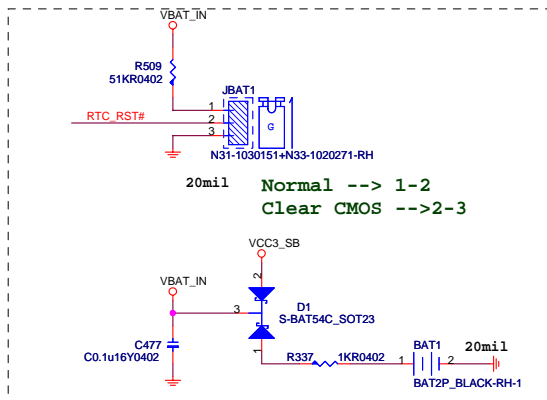 VBAT_IN
R509
51KR0402
JBAT1
RTC_RST#
1
2
3
G
N31-1030151+N33-1020271-RH
20mil
Normal --> 1-2
Clear CMOS -->2-3
VCC3_SB
VBAT_IN
2
3
D1
S-BAT54C_SOT23
C477
C0.1u16Y0402
1
R337
1KR0402
BAT1
1
2
20mil
BAT2P_BLACK-RH-1